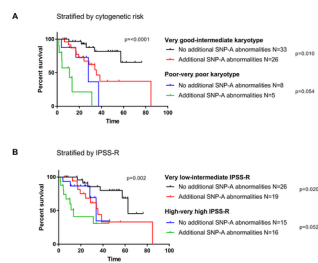 A
Stratified by cytogenetic risk
p=<0.0001
Percent survival
100
50
0
0 20 40 60 80 100
Time
Very good-intermediate karyotype
No additional SNP-A abnormalities N=33
Additional SNP-A abnormalities N=26
p=0.010
Poor-very poor karyotype
No additional SNP-A abnormalities N=8
Additional SNP-A abnormalities N=5
p=0.054
B
Stratified by IPSS-R
p=0.002
Percent survival
100
50
0
0 20 40 60 80 100
Time
Very low-intermediate IPSS-R
No additional SNP-A abnormalities N=26
Additional SNP-A abnormalities N=19
p=0.020
High-very high IPSS-R
No additional SNP-A abnormalities N=15
Additional SNP-A abnormalities N=16
p=0.052